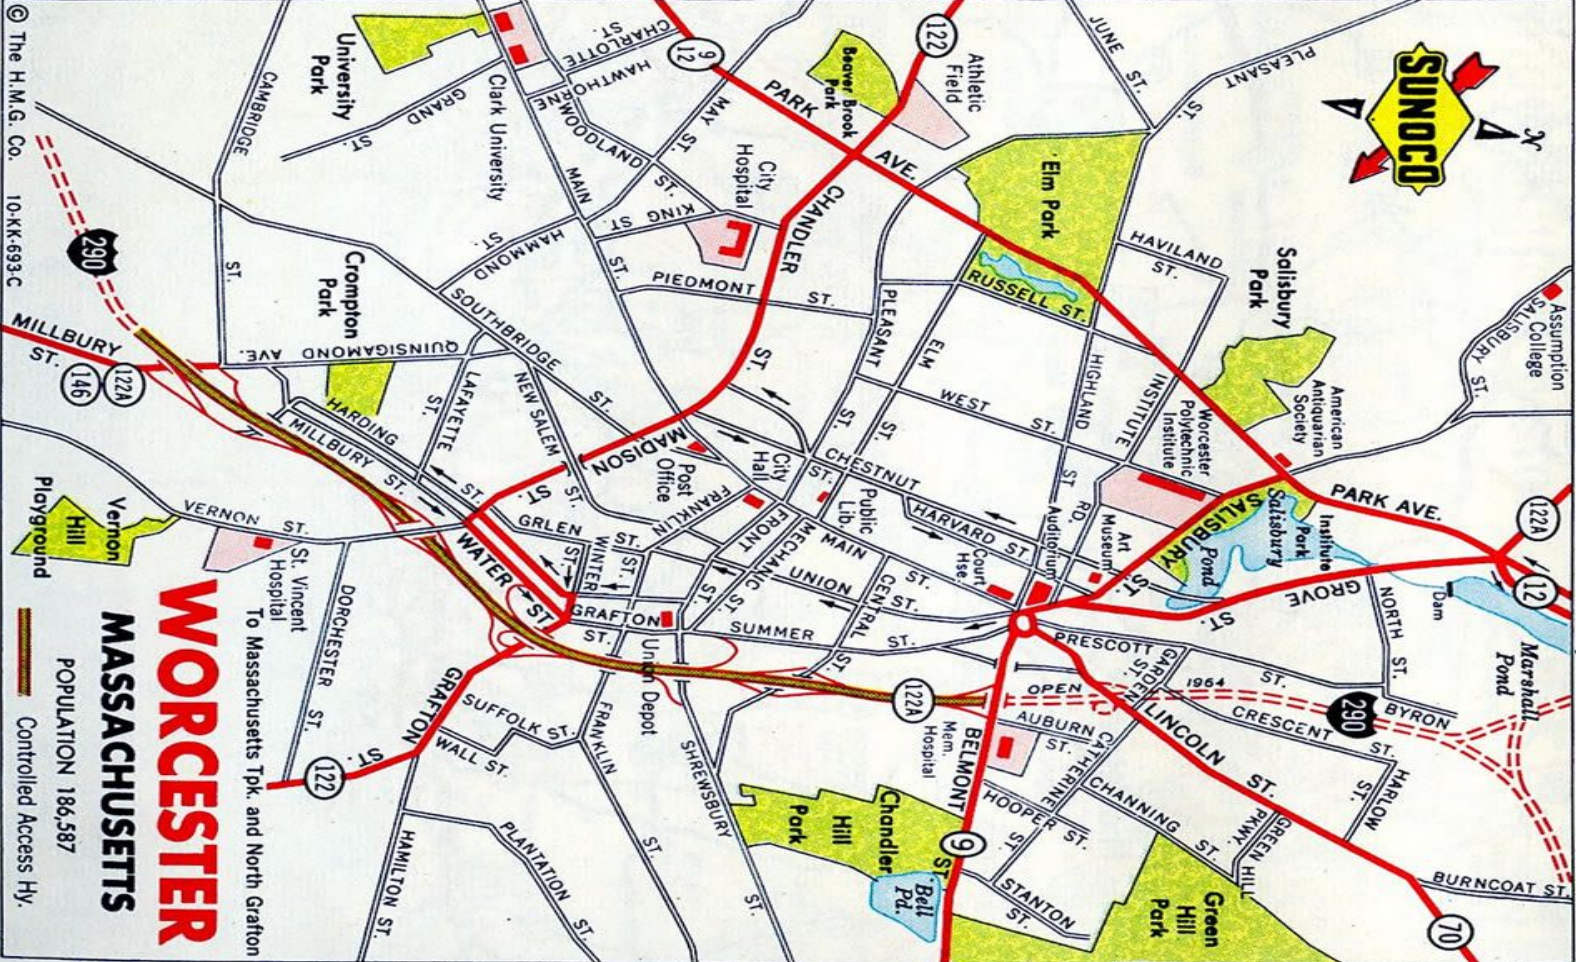 SUNOCO
N
Assumption
College
SALISBURY
ST.
122A
12
Marshall
Pond
Dam
PLEASANT
ST.
JUNE
ST.
Salisbury
Park
HAVILAND
ST.
American
Antiquarian
Society
PARK AVE.
Institute
Park
Salisbury
Pond
GROVE
ST.
NORTH
ST.
BYRON
290
BURNCOAT ST.
70
HARLOW
ST.
CRESCENT
ST.
1964
OPEN
PRESCOTT
ST.
GARDEN
ST.
LINCOLN
ST.
GREEN HILL
PKWY.
Green
Hill
Park
CHANNING
ST.
CATHERINE
ST.
AUBURN
ST.
HOOPER ST.
STANTON
ST.
Worcester
Polytechnic
Institute
INSTITUTE
RD.
SALISBURY
ST.
Art
Museum
Auditorium
HIGHLAND
ST
Elm Park
RUSSELL ST.
Athletic
Field
122
Beaver Brook
Park
PARK
AVE.
9
12
CHANDLER
ST.
PLEASANT
ST.
ELM
ST.
WEST
ST.
CHESTNUT
ST.
HARVARD ST
Court
Hse.
BELMONT
ST
9
Mem.
Hospital
122A
Bell
Pd.
Chandler
Hill
Park
Public
Lib.
City
Hall
MAIN
ST.
UNION
ST.
CENTRAL
ST.
SUMMER
ST.
MECHANIC
ST.
FRONT
ST.
FRANKLIN
ST.
Post
Office
MADISON
ST.
City
Hospital
KING
ST.
PIEDMONT
ST.
CHARLOTTE
ST.
HAWTHORNE
WOODLAND
ST.
MAY
ST.
MAIN
ST.
Clark University
University
Park
GRAND
ST.
CAMBRIDGE
ST.
HAMMOND
ST.
SOUTHBRIDGE
ST.
Crompton
Park
QUINSIGAMOND
AVE.
LAFAYETTE
ST.
NEW SALEM
ST.
HARDING
ST.
MILLBURY
ST.
GRLEN
ST.
WINTER
ST.
WATER
ST.
GRAFTON
ST.
Union Depot
FRANKLIN
ST.
SHREWSBURY
ST.
SUFFOLK ST.
WALL ST.
GRAFTON
ST.
122
PLANTATION
ST.
HAMILTON ST.
DORCHESTER
ST.
VERNON
ST.
St. Vincent
Hospital
Vernon
Hill
Playground
290
MILLBURY
ST.
122A
146
To Massachusetts Tpk. and North Grafton
WORCESTER
MASSACHUSETTS
POPULATION 186,587
Controlled Access Hy.
© The H.M.G. Co. 10-KK-693-C